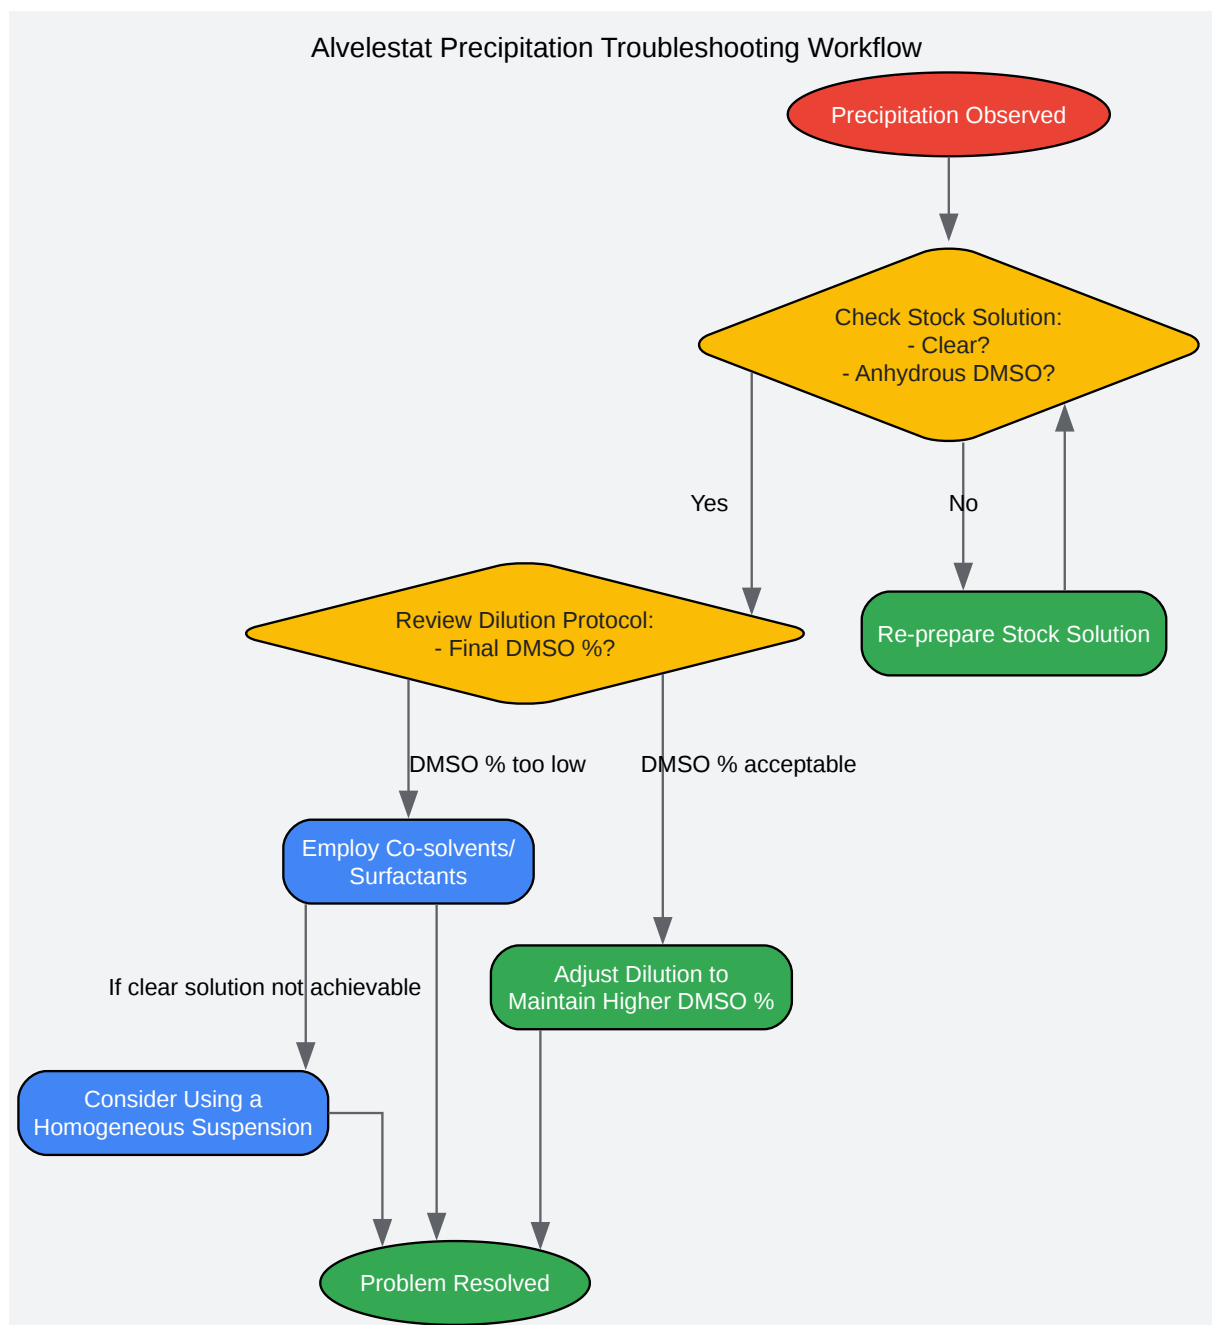 Alvelestat Precipitation Troubleshooting Workflow
Precipitation Observed
Check Stock Solution:
- Clear?
- Anhydrous DMSO?
Yes
No
Review Dilution Protocol:
- Final DMSO %?
Re-prepare Stock Solution
DMSO % too low
DMSO % acceptable
Employ Co-solvents/
Surfactants
If clear solution not achievable
Adjust Dilution to
Maintain Higher DMSO %
Consider Using a
Homogeneous Suspension
Problem Resolved